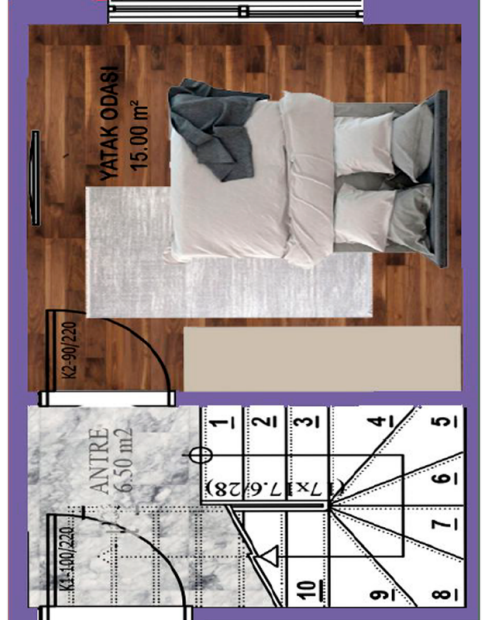 YATAK ODASI
15.00 m²
K2-90/220
ANTRE
6.50 m2
K1-100/220
1
2
3
4
5
6
7
8
9
10
(17x17.6/28)